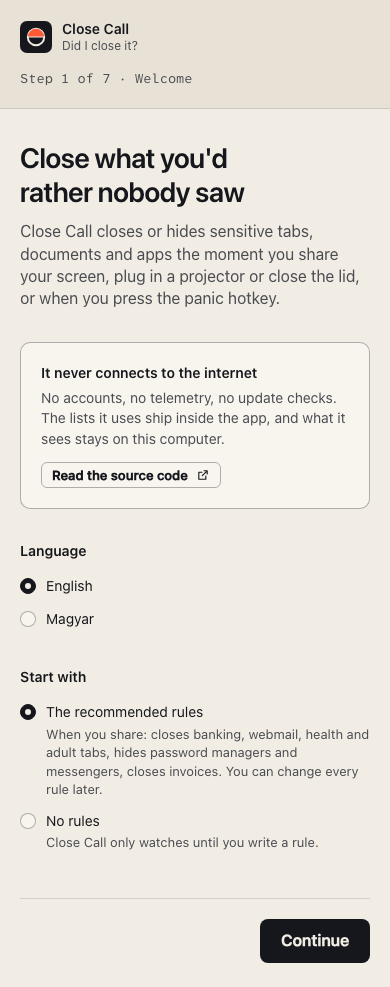 Close Call
Did I close it?
Step 1 of 7 · Welcome
Close what you'd
rather nobody saw
Close Call closes or hides sensitive tabs,
documents and apps the moment you share
your screen, plug in a projector or close the lid,
or when you press the panic hotkey.
It never connects to the internet
No accounts, no telemetry, no update checks.
The lists it uses ship inside the app, and what it
sees stays on this computer.
Read the source code
Language
English
Magyar
Start with
The recommended rules
When you share: closes banking, webmail, health and
adult tabs, hides password managers and
messengers, closes invoices. You can change every
rule later.
No rules
Close Call only watches until you write a rule.
Continue